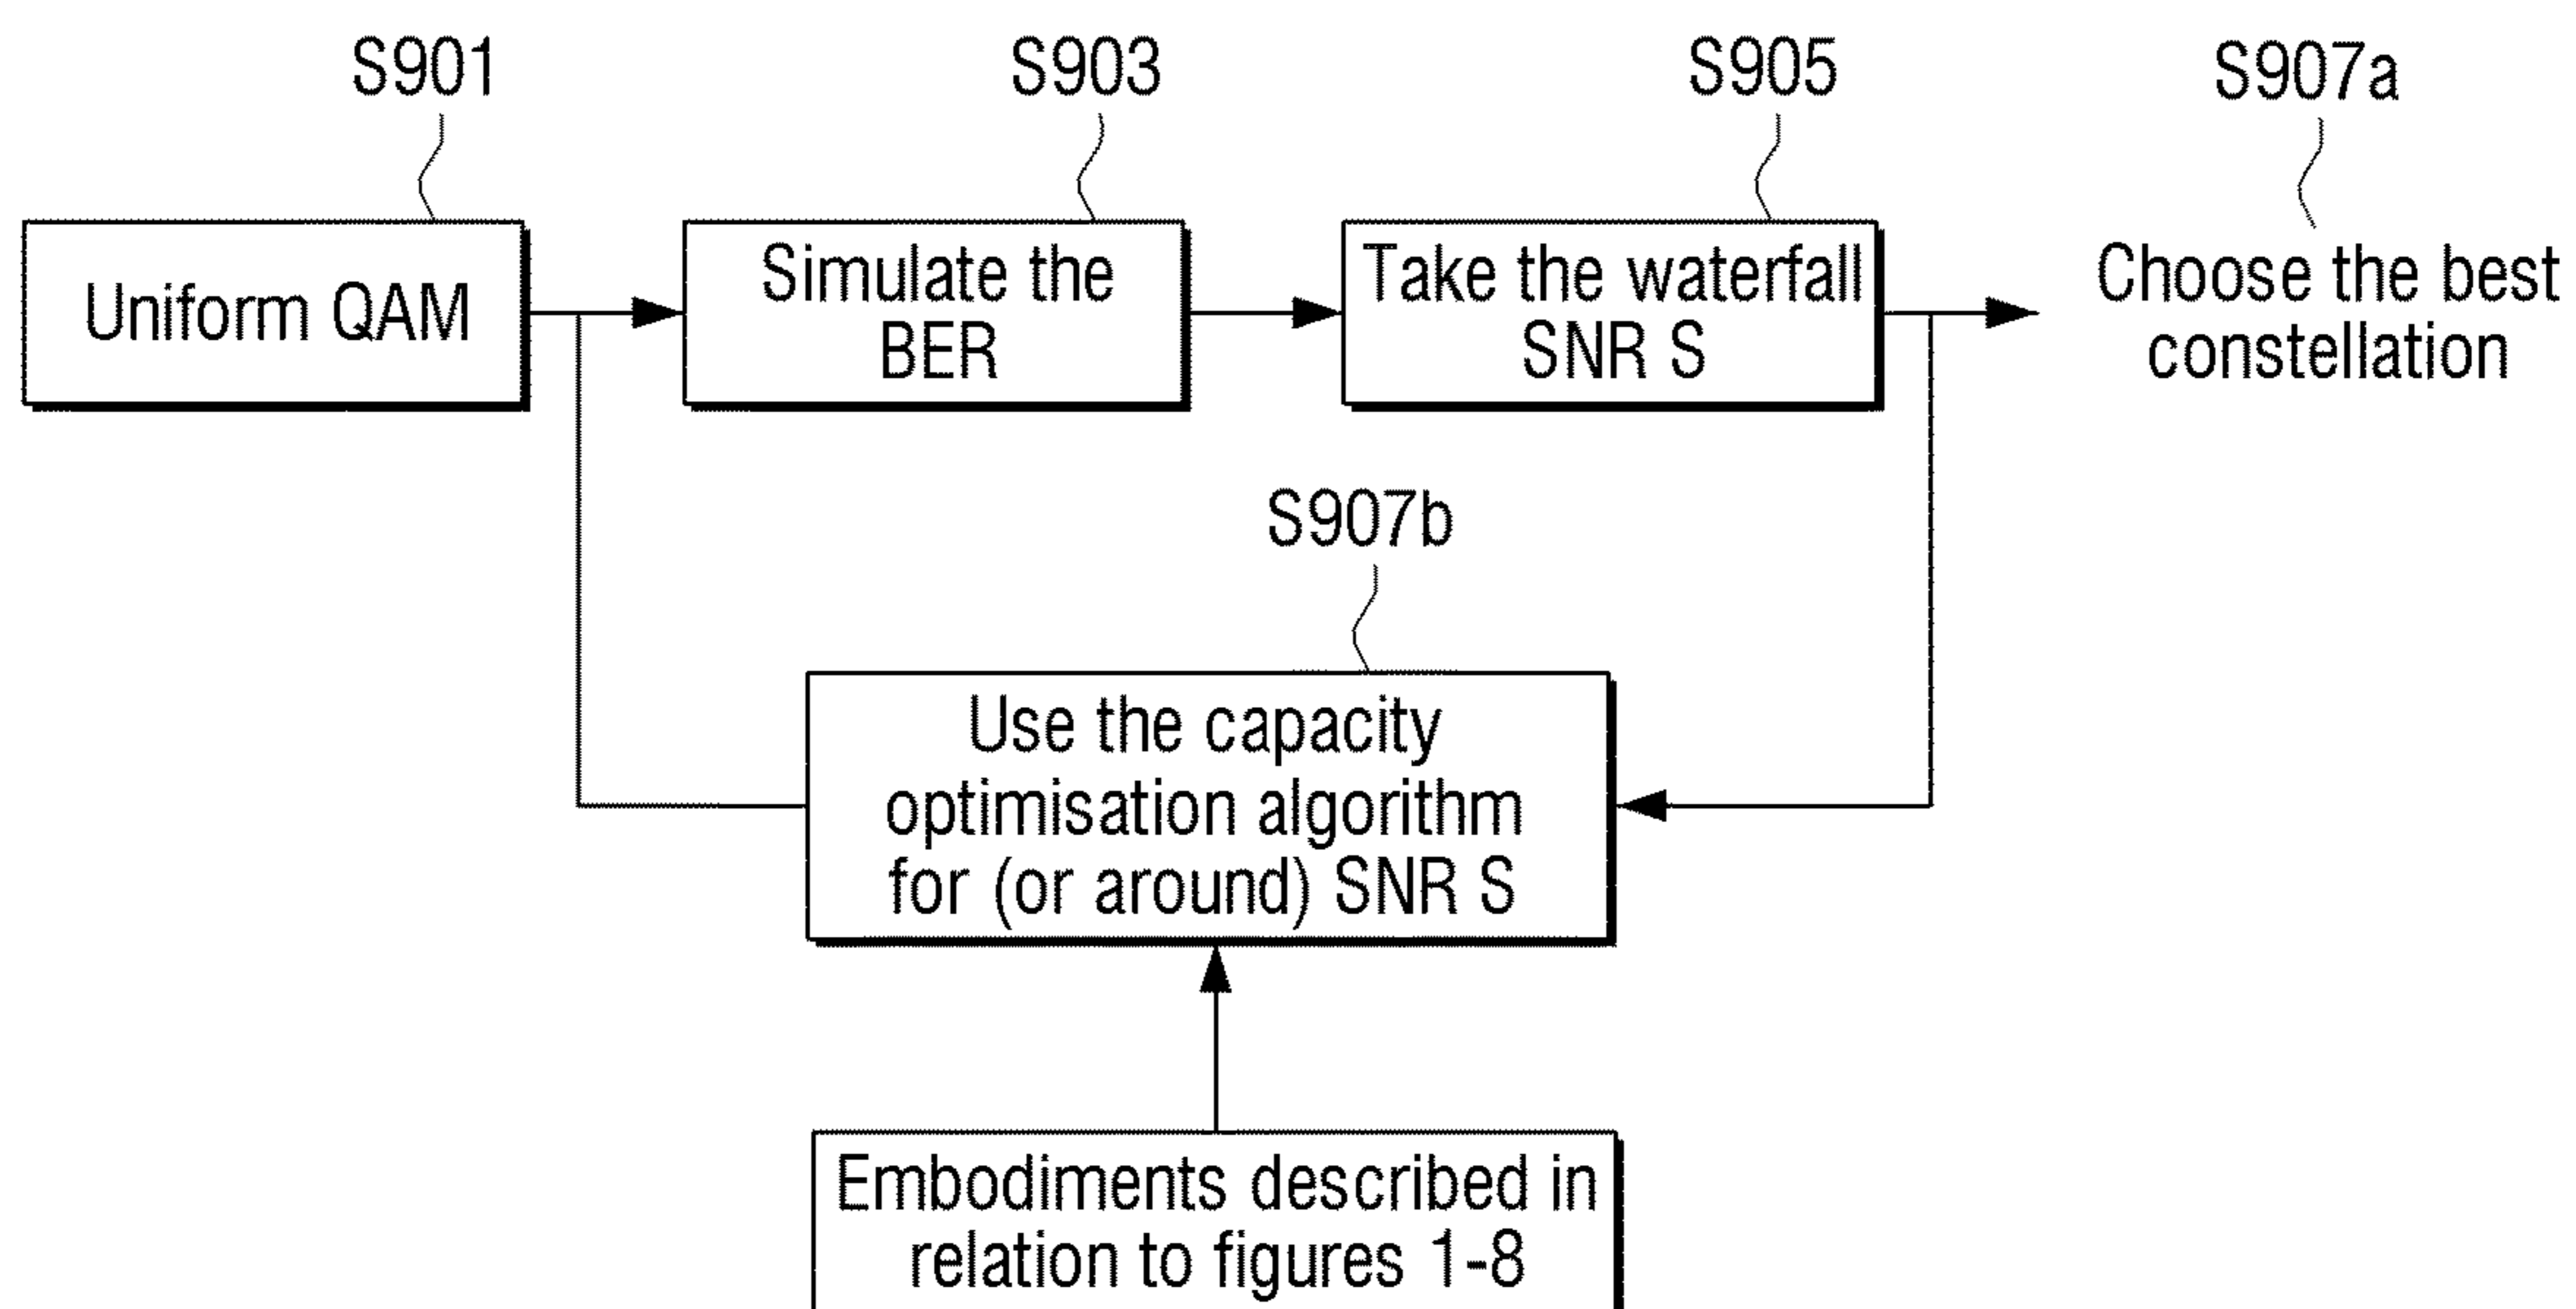 S901
S903
S905
S907a
Uniform QAM
Simulate the
BER
Take the waterfall
SNR S
Choose the best
constellation
S907b
Use the capacity
optimisation algorithm
for (or around) SNR S
Embodiments described in
relation to figures 1-8